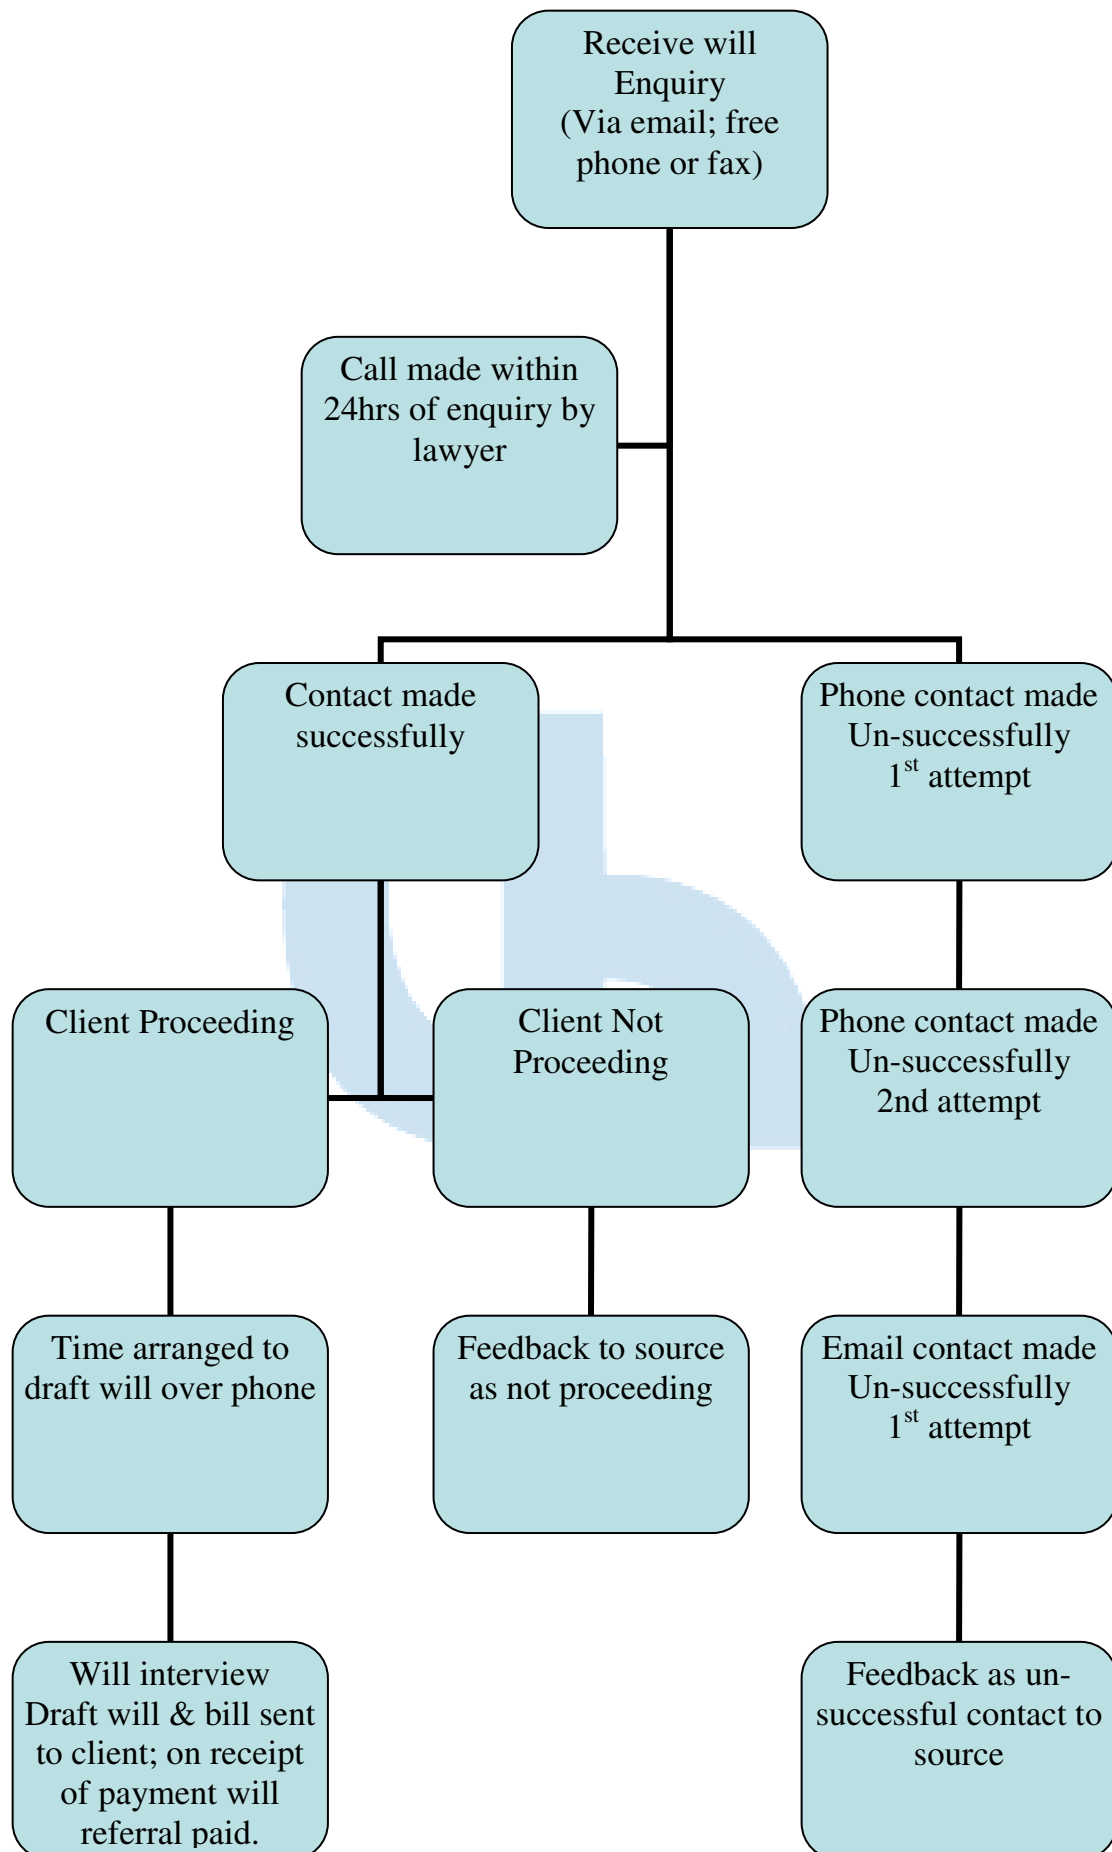 Receive will
Enquiry
(Via email; free
phone or fax)
Call made within
24hrs of enquiry by
lawyer
Contact made
successfully
Phone contact made
Un-successfully
1st attempt
Client Proceeding
Client Not
Proceeding
Phone contact made
Un-successfully
2nd attempt
Time arranged to
draft will over phone
Feedback to source
as not proceeding
Email contact made
Un-successfully
1st attempt
Will interview
Draft will & bill sent
to client; on receipt
of payment will
referral paid.
Feedback as un-
successful contact to
source